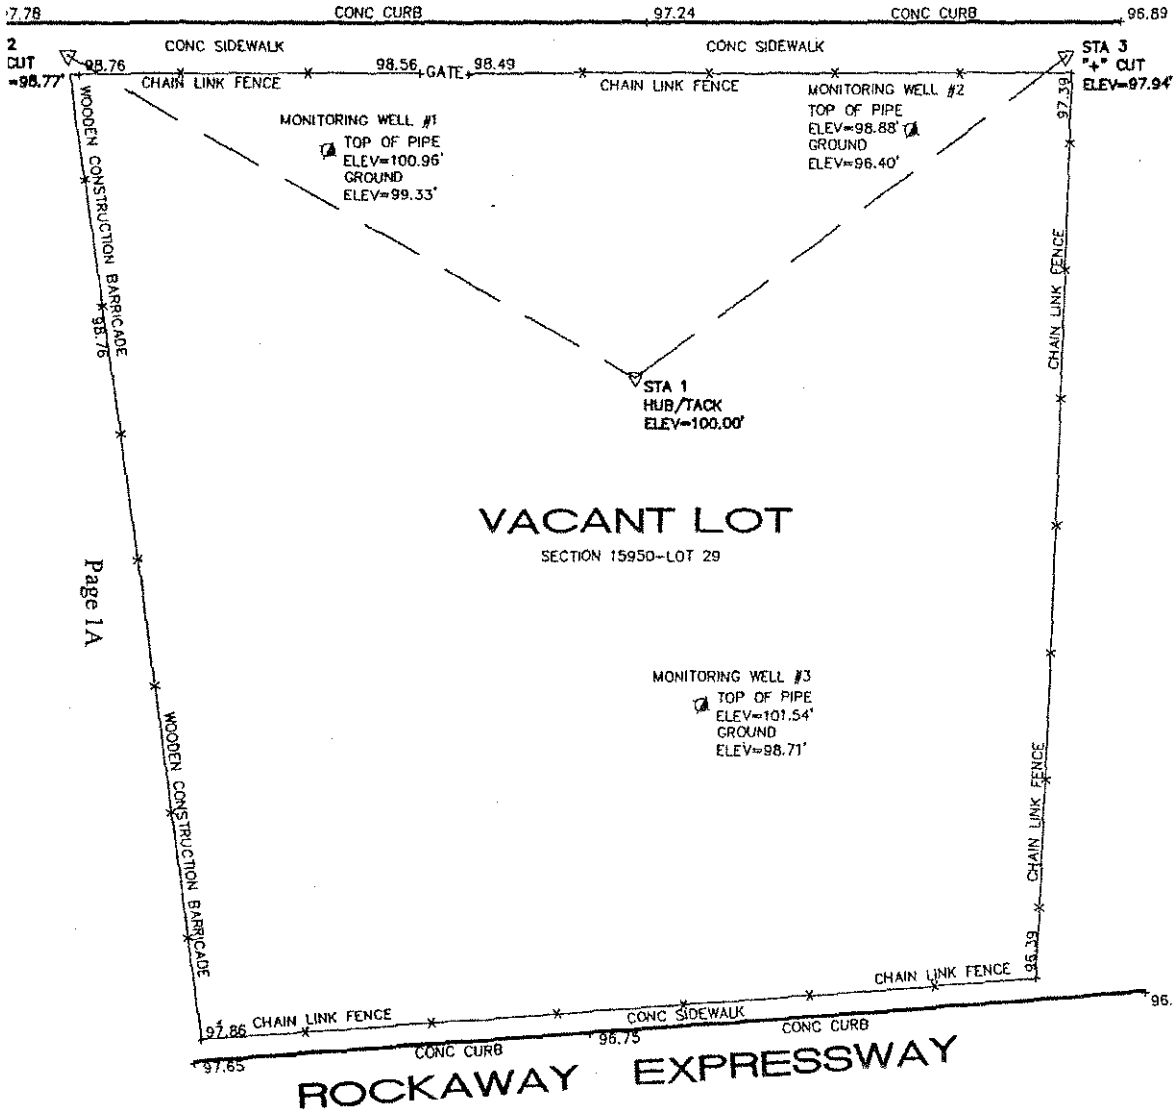 97.78 CONC CURB 97.24 CONC CURB 96.89
2
CUT
=98.77'
CONC SIDEWALK
CONC SIDEWALK
STA 3
"+" CUT
ELEV=97.94'
98.76
CHAIN LINK FENCE
98.56 GATE 98.49
CHAIN LINK FENCE
97.39
MONITORING WELL #1
TOP OF PIPE
ELEV=100.96'
GROUND
ELEV=99.33'
MONITORING WELL #2
TOP OF PIPE
ELEV=98.88'
GROUND
ELEV=96.40'
WOODEN CONSTRUCTION BARRICADE
98.76
CHAIN LINK FENCE
STA 1
HUB/TACK
ELEV=100.00'
VACANT LOT
SECTION 15950-LOT 29
Page 1A
MONITORING WELL #3
TOP OF PIPE
ELEV=101.54'
GROUND
ELEV=98.71'
WOODEN CONSTRUCTION BARRICADE
CHAIN LINK FENCE
96.39
97.86 CHAIN LINK FENCE
CHAIN LINK FENCE
CONC SIDEWALK
96.
97.65
CONC CURB
96.75
CONC CURB
ROCKAWAY EXPRESSWAY